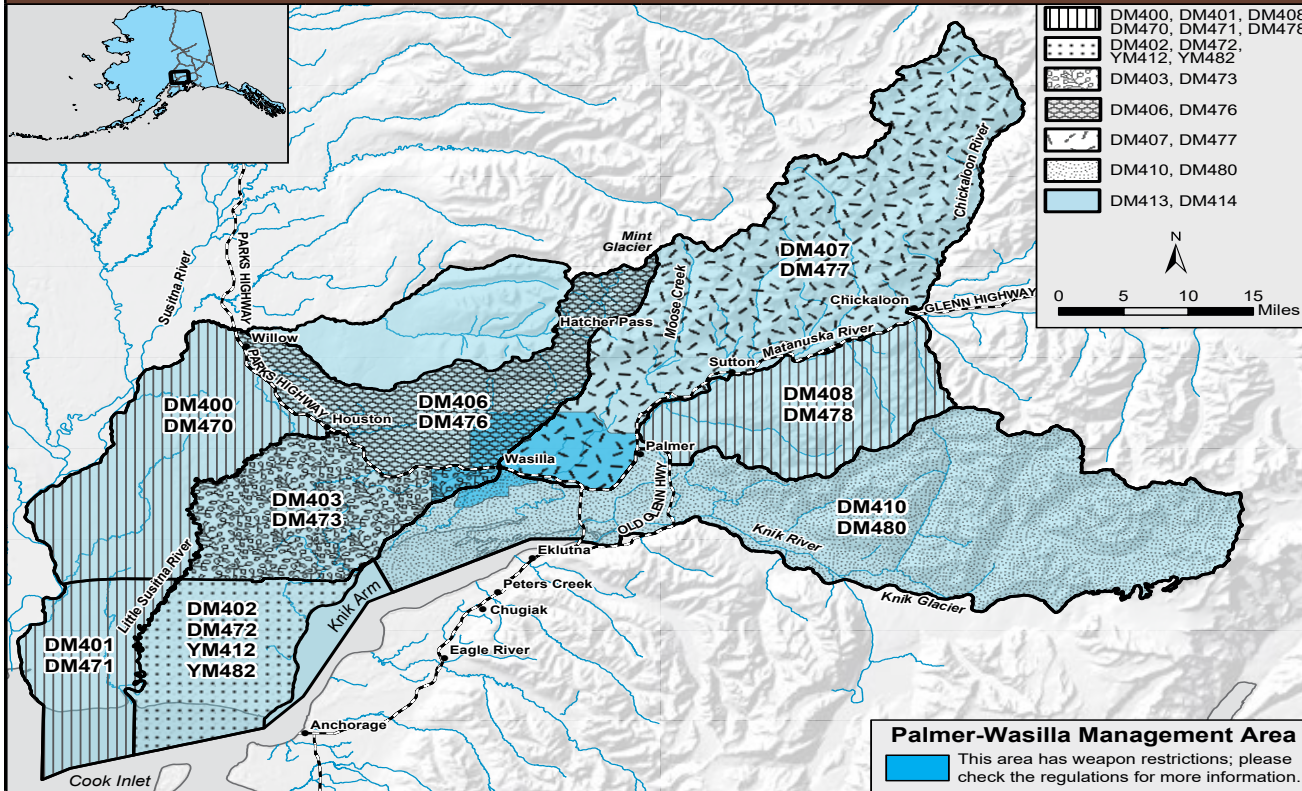 DM400, DM401, DM408
DM470, DM471, DM478
DM402, DM472,
YM412, YM482
DM403, DM473
DM406, DM476
DM407, DM477
DM410, DM480
DM413, DM414
N
0 5 10 15 Miles
Susitna River
PARKS HIGHWAY
Mint
Glacier
Moose Creek
DM407
DM477
Chickaloon River
Chickaloon
GLENN HIGHWAY
Hatcher Pass
Willow
PARKS HIGHWAY
Houston
Sutton
Matanuska River
DM400
DM470
DM406
DM476
DM408
DM478
Wasilla
Palmer
DM403
DM473
OLD GLENN HWY
DM410
DM480
Knik River
Eklutna
Knik Glacier
Little Susitna River
Peters Creek
Chugiak
Knik Arm
DM402
DM472
YM412
YM482
DM401
DM471
Eagle River
Anchorage
Cook Inlet
Palmer-Wasilla Management Area
This area has weapon restrictions; please
check the regulations for more information.